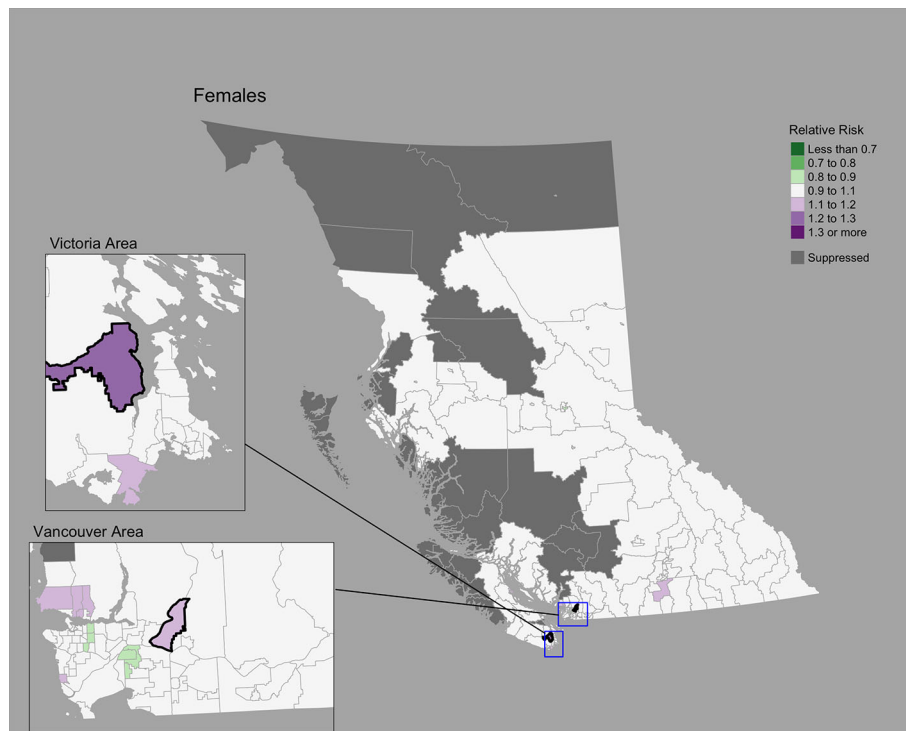 Females
Relative Risk
Less than 0.7
0.7 to 0.8
0.8 to 0.9
0.9 to 1.1
1.1 to 1.2
1.2 to 1.3
1.3 or more
Suppressed
Victoria Area
Vancouver Area